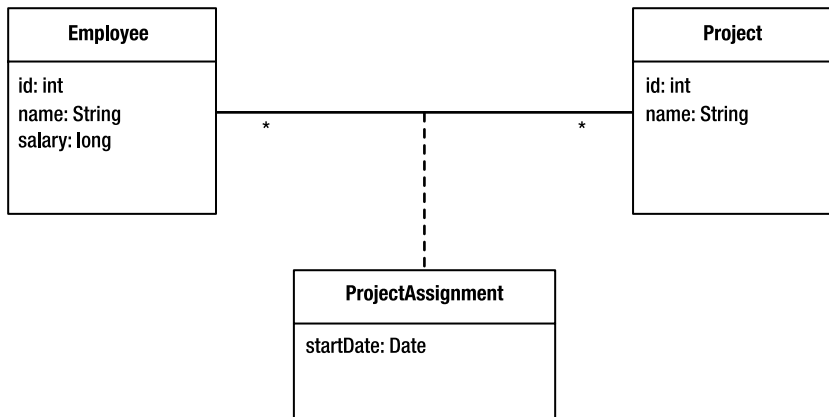 Employee
id: int
name: String
salary: long
*
*
Project
id: int
name: String
ProjectAssignment
startDate: Date